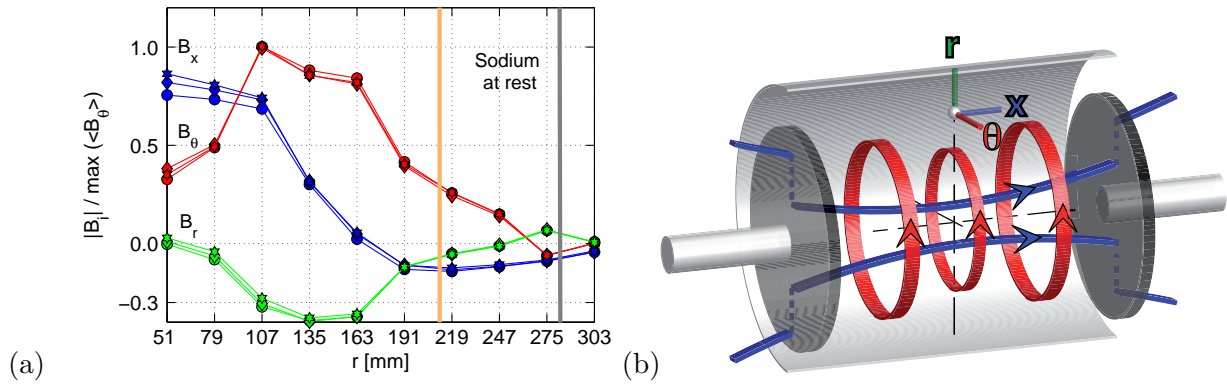 |B_i| / max (<B_θ>)
1.0
0.5
0.0
−0.3
B_x
B_θ
B_r
Sodium
at rest
51 79 107 135 163 191 219 247 275 303
r [mm]
(a)
r
x
θ
(b)